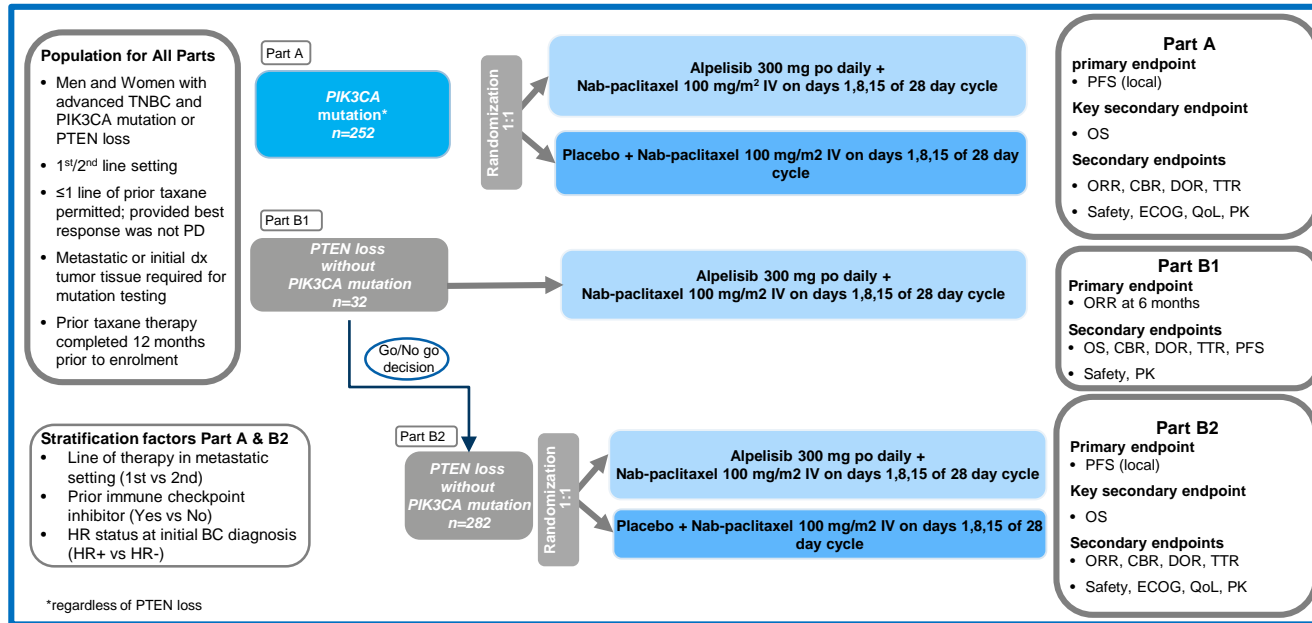 Population for All Parts
• Men and Women with
advanced TNBC and
PIK3CA mutation or
PTEN loss
• 1st/2nd line setting
• ≤1 line of prior taxane
permitted; provided best
response was not PD
• Metastatic or initial dx
tumor tissue required for
mutation testing
• Prior taxane therapy
completed 12 months
prior to enrolment
Stratification factors Part A & B2
• Line of therapy in metastatic
setting (1st vs 2nd)
• Prior immune checkpoint
inhibitor (Yes vs No)
• HR status at initial BC diagnosis
(HR+ vs HR-)
*regardless of PTEN loss
Part A
PIK3CA
mutation*
n=252
Randomization
1:1
Alpelisib 300 mg po daily +
Nab-paclitaxel 100 mg/m² IV on days 1,8,15 of 28 day cycle
Placebo + Nab-paclitaxel 100 mg/m2 IV on days 1,8,15 of 28 day
cycle
Part B1
PTEN loss
without
PIK3CA mutation
n=32
Alpelisib 300 mg po daily +
Nab-paclitaxel 100 mg/m2 IV on days 1,8,15 of 28 day cycle
Go/No go
decision
Part B2
PTEN loss
without
PIK3CA mutation
n=282
Randomization
1:1
Alpelisib 300 mg po daily +
Nab-paclitaxel 100 mg/m2 IV on days 1,8,15 of 28 day cycle
Placebo + Nab-paclitaxel 100 mg/m2 IV on days 1,8,15 of 28
day cycle
Part A
primary endpoint
• PFS (local)
Key secondary endpoint
• OS
Secondary endpoints
• ORR, CBR, DOR, TTR
• Safety, ECOG, QoL, PK
Part B1
Primary endpoint
• ORR at 6 months
Secondary endpoints
• OS, CBR, DOR, TTR, PFS
• Safety, PK
Part B2
Primary endpoint
• PFS (local)
Key secondary endpoint
• OS
Secondary endpoints
• ORR, CBR, DOR, TTR
• Safety, ECOG, QoL, PK